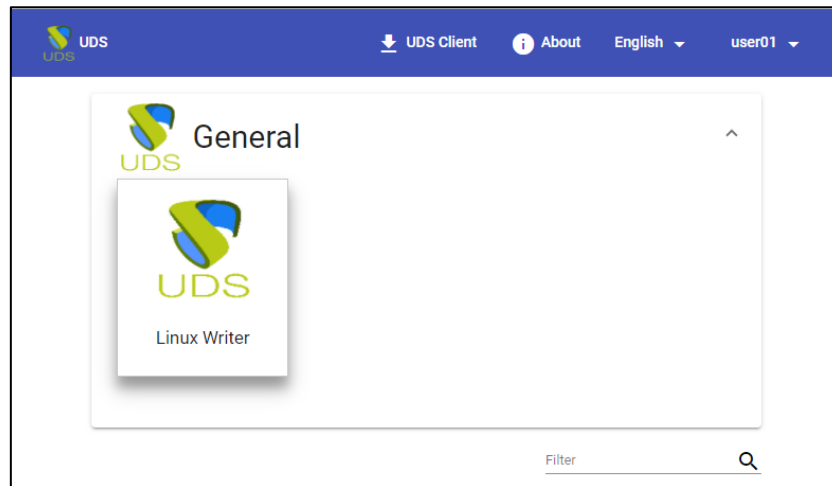 UDS
UDS
UDS Client
About
English
user01
UDS
General
UDS
Linux Writer
Filter